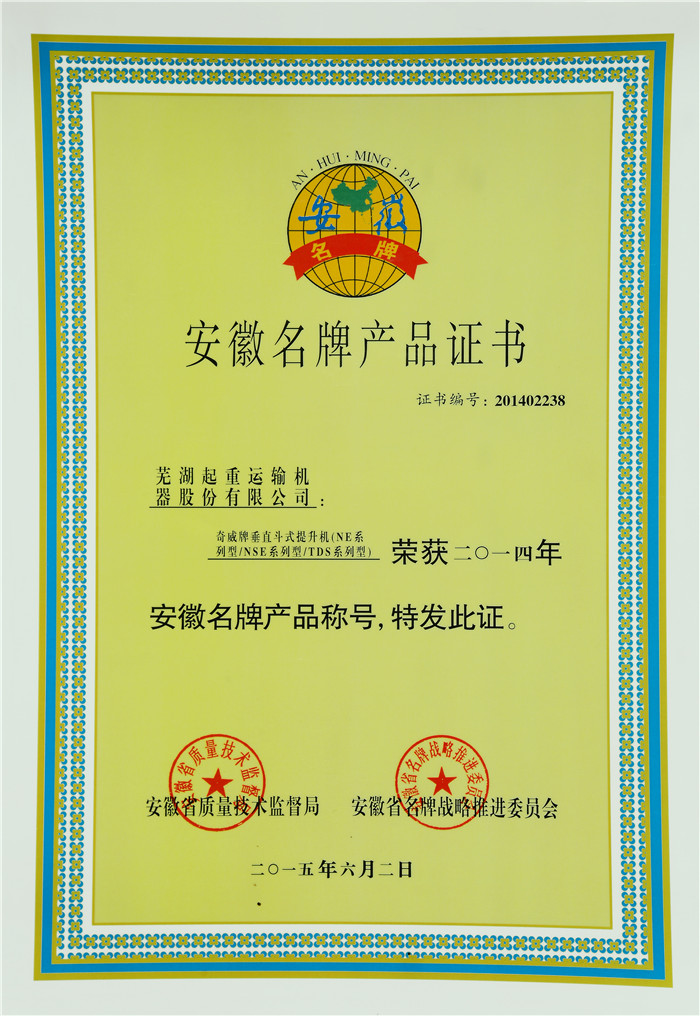 AN·HUI·MING·PAI
安徽
名牌
安徽名牌产品证书
证书编号：201402238
芜湖起重运输机
器股份有限公司：
奇威牌垂直斗式提升机(NE系
列型/NSE系列型/TDS系列型)
荣获二〇一四年
安徽名牌产品称号,特发此证。
安徽省质量技术监督局
安徽省名牌战略推进委员会
安徽省质量技术监督局
安徽省名牌战略推进委员会
二〇一五年六月二日